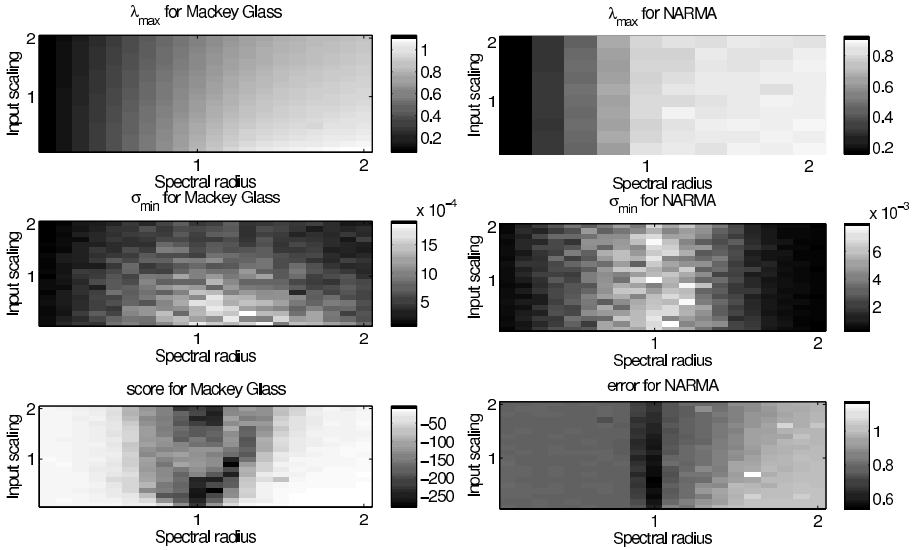 λmax for Mackey Glass
Input scaling
2
1
1
2
Spectral radius
1
0.8
0.6
0.4
0.2
λmax for NARMA
Input scaling
2
1
1
2
Spectral radius
0.8
0.6
0.4
0.2
σmin for Mackey Glass
Input scaling
2
1
1
2
Spectral radius
x 10^-4
15
10
5
σmin for NARMA
Input scaling
2
1
1
2
Spectral radius
x 10^-3
6
4
2
score for Mackey Glass
Input scaling
2
1
1
2
Spectral radius
−50
−100
−150
−200
−250
error for NARMA
Input scaling
2
1
1
2
Spectral radius
1
0.8
0.6